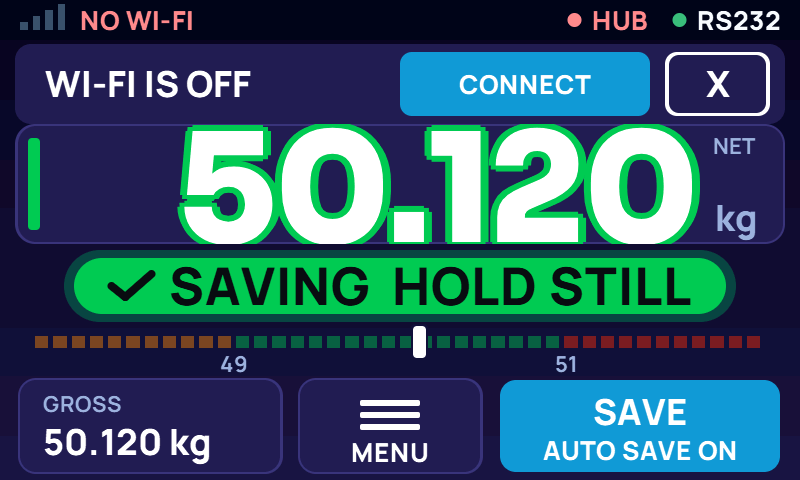 NO WI-FI
HUB
RS232
WI-FI IS OFF
CONNECT
X
50.120
NET
kg
SAVING HOLD STILL
49
51
GROSS
50.120 kg
MENU
SAVE
AUTO SAVE ON